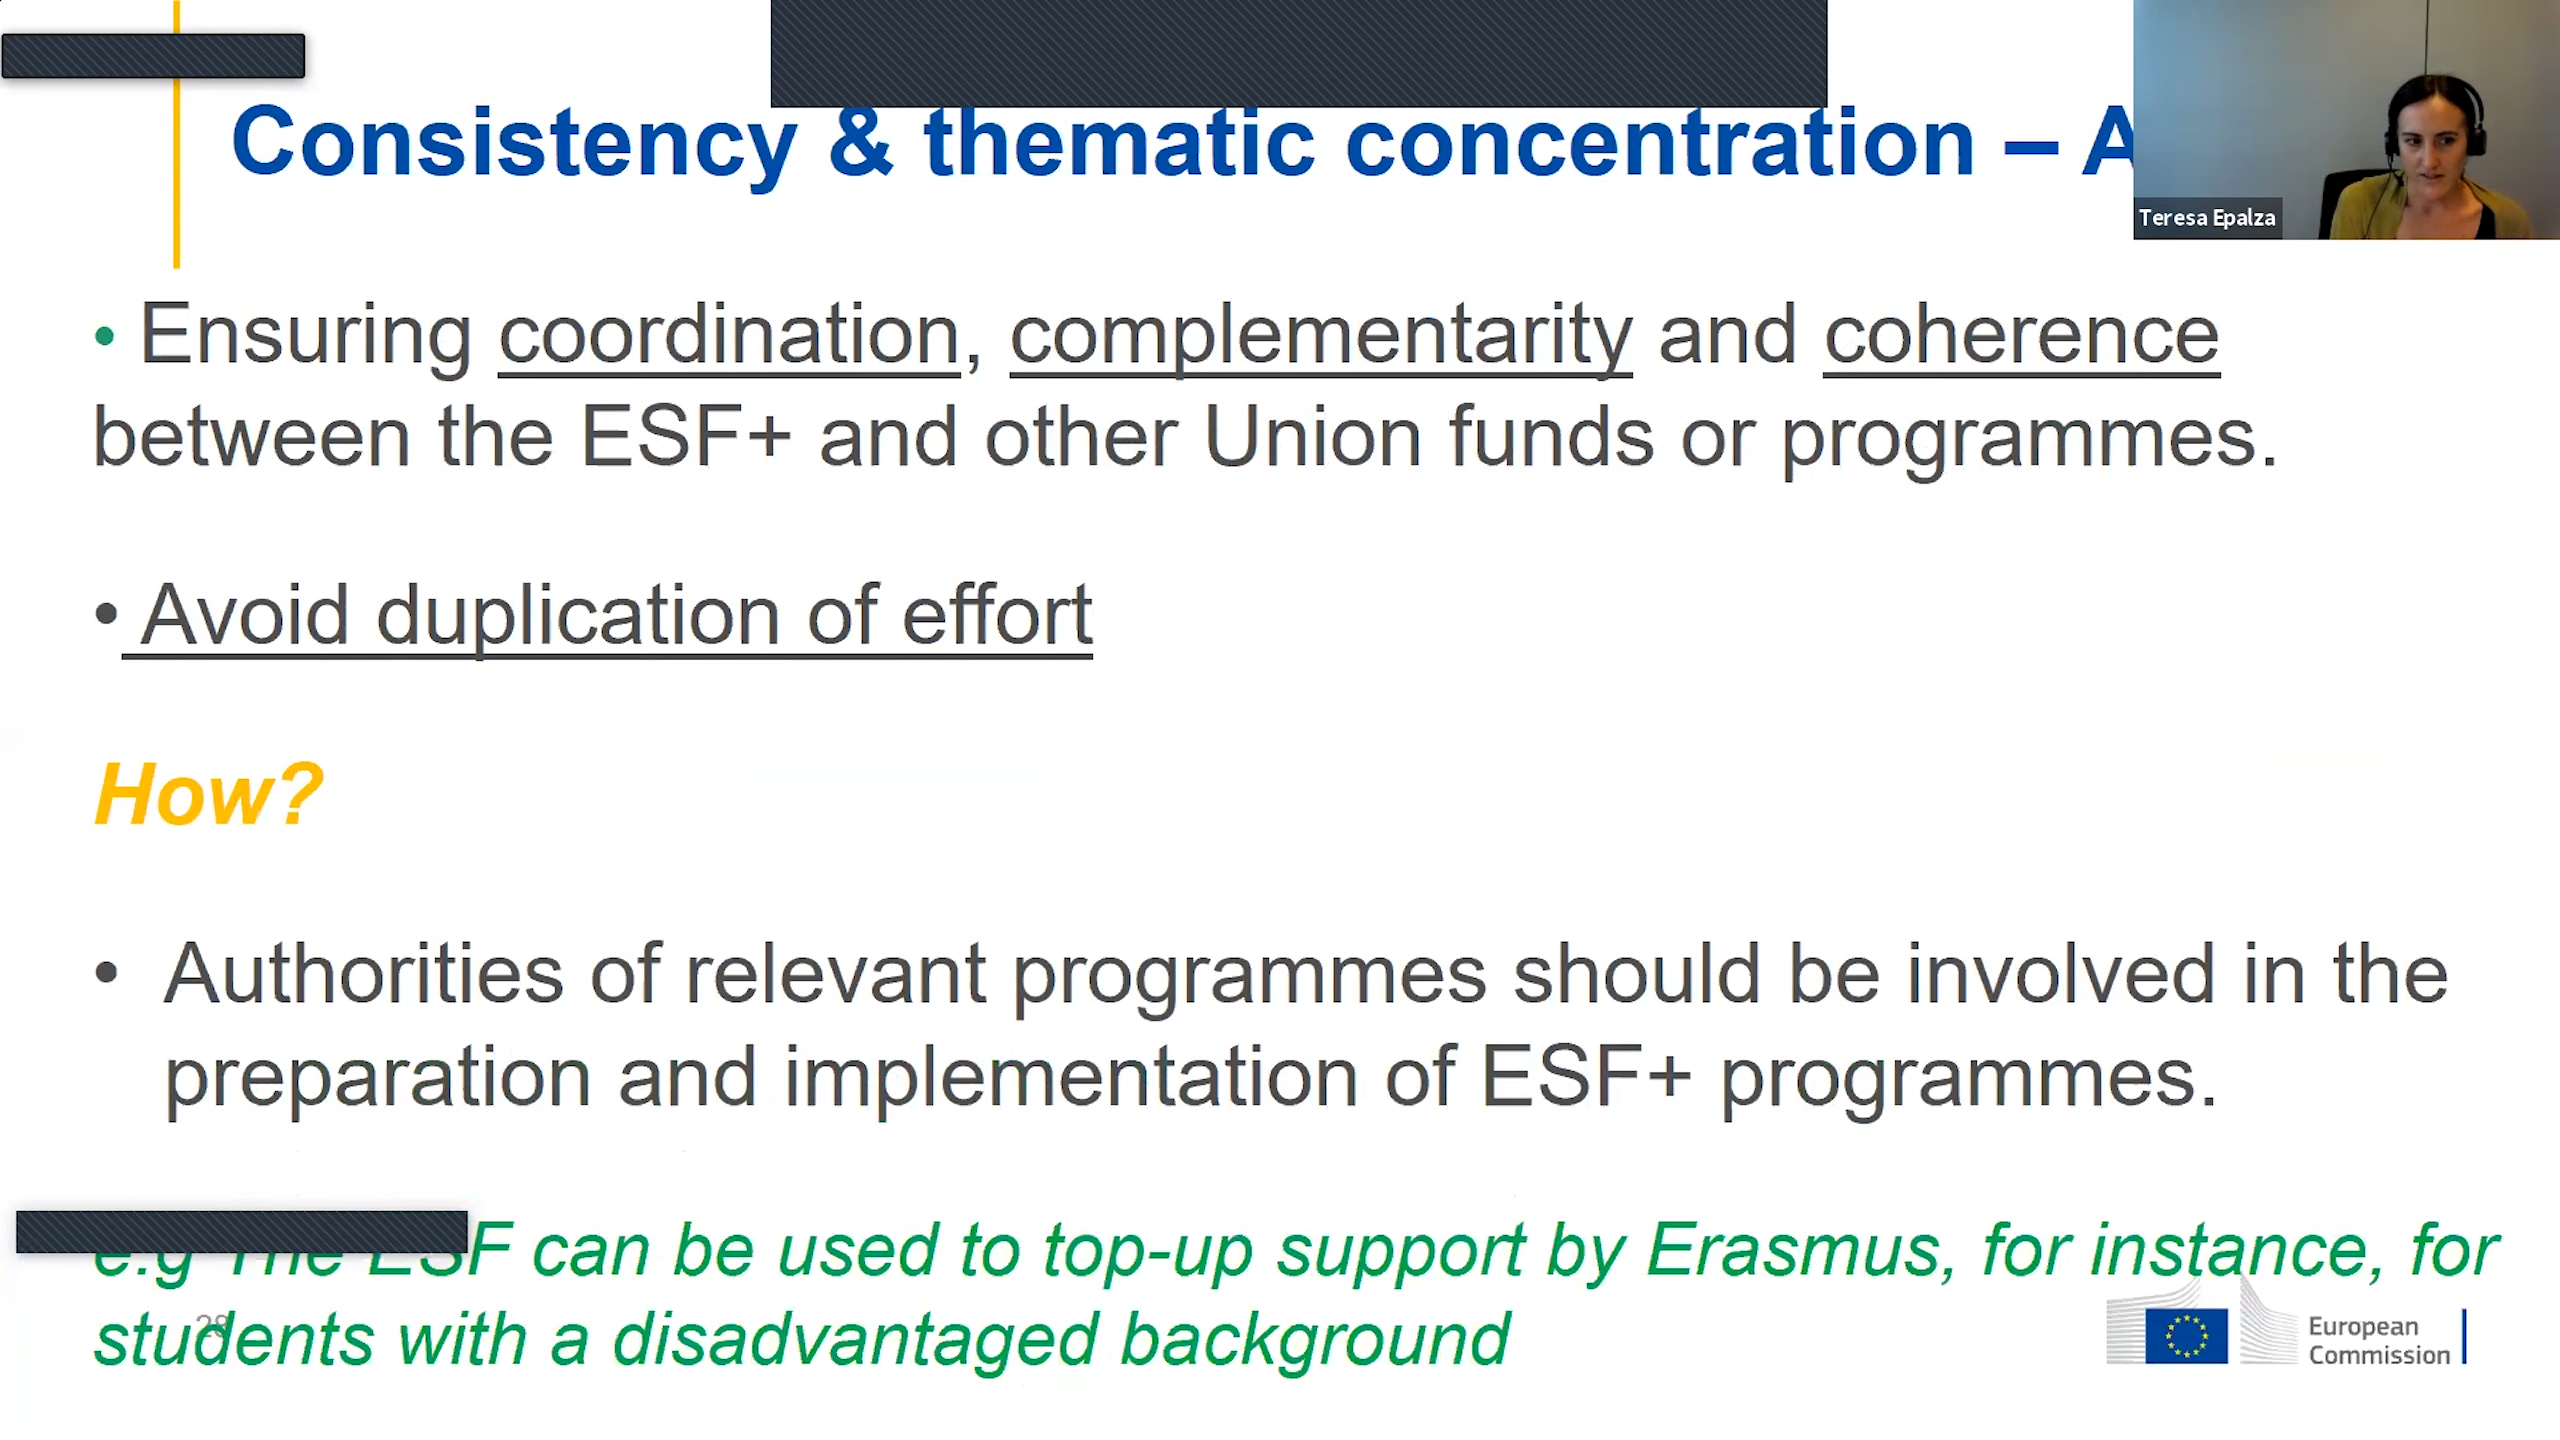 Consistency & thematic concentration – A
Teresa Epalza
• Ensuring coordination, complementarity and coherence
between the ESF+ and other Union funds or programmes.
• Avoid duplication of effort
How?
• Authorities of relevant programmes should be involved in the
preparation and implementation of ESF+ programmes.
e.g The ESF can be used to top-up support by Erasmus, for instance, for
students with a disadvantaged background
28
European
Commission